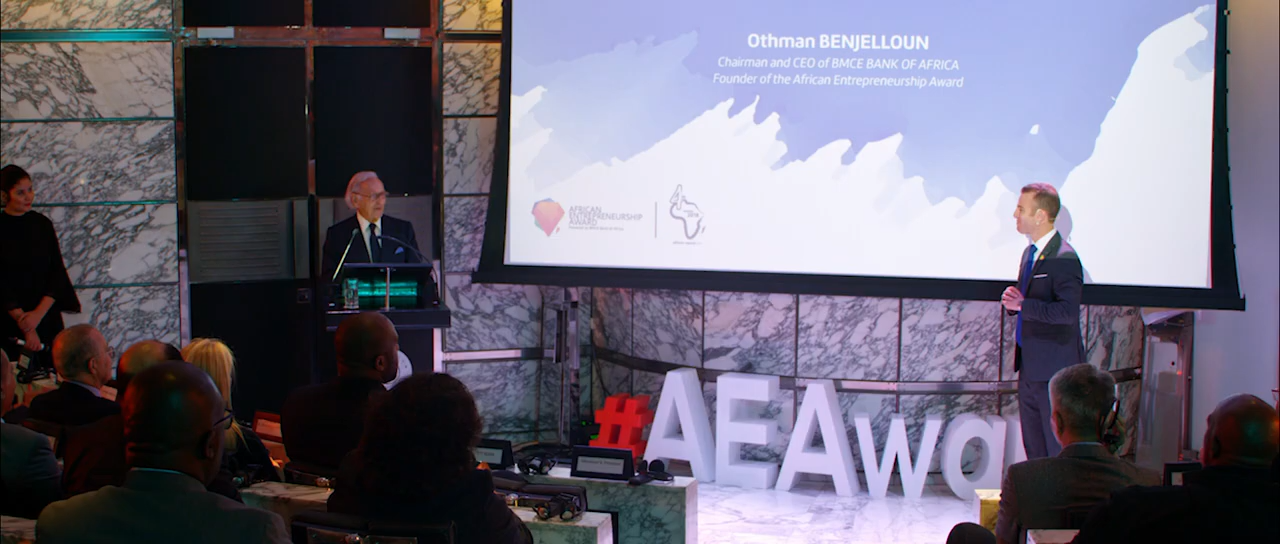 Othman BENJELLOUN
Chairman and CEO of BMCE BANK OF AFRICA
Founder of the African Entrepreneurship Award
AFRICAN
ENTREPRENEURSHIP
AWARD
#AEAwa